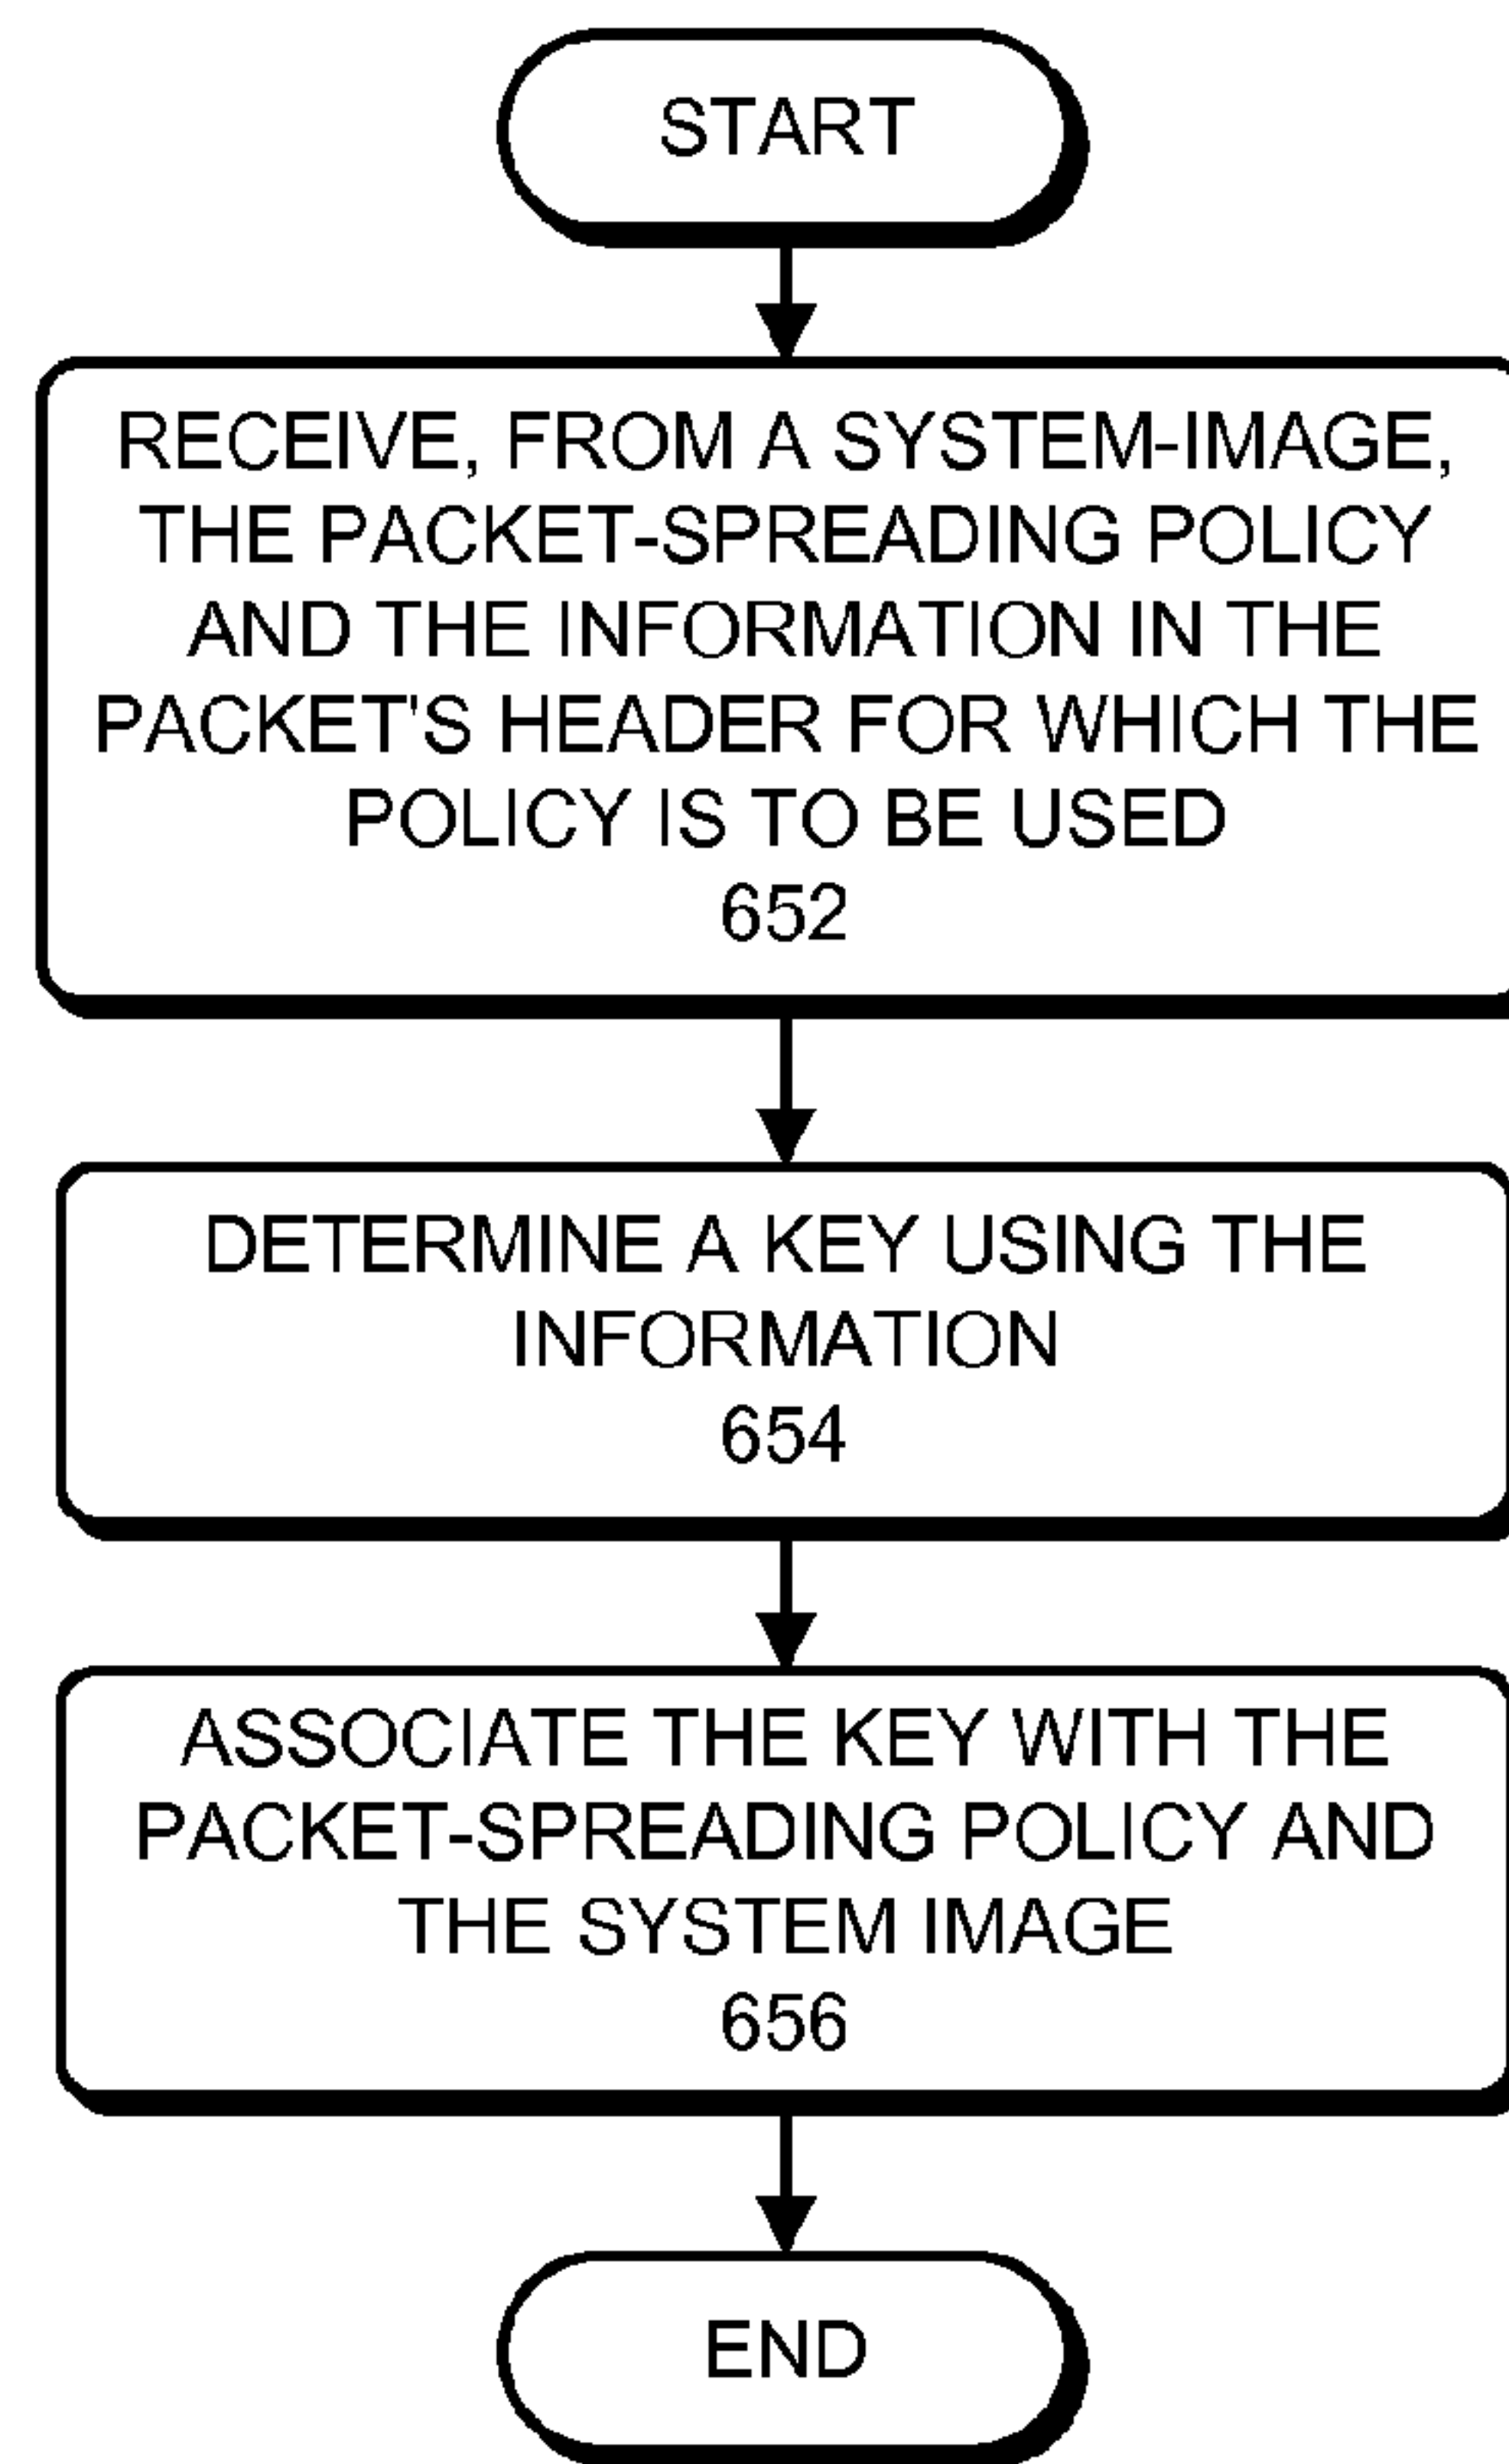 START
RECEIVE, FROM A SYSTEM-IMAGE,
THE PACKET-SPREADING POLICY
AND THE INFORMATION IN THE
PACKET'S HEADER FOR WHICH THE
POLICY IS TO BE USED
652
DETERMINE A KEY USING THE
INFORMATION
654
ASSOCIATE THE KEY WITH THE
PACKET-SPREADING POLICY AND
THE SYSTEM IMAGE
656
END